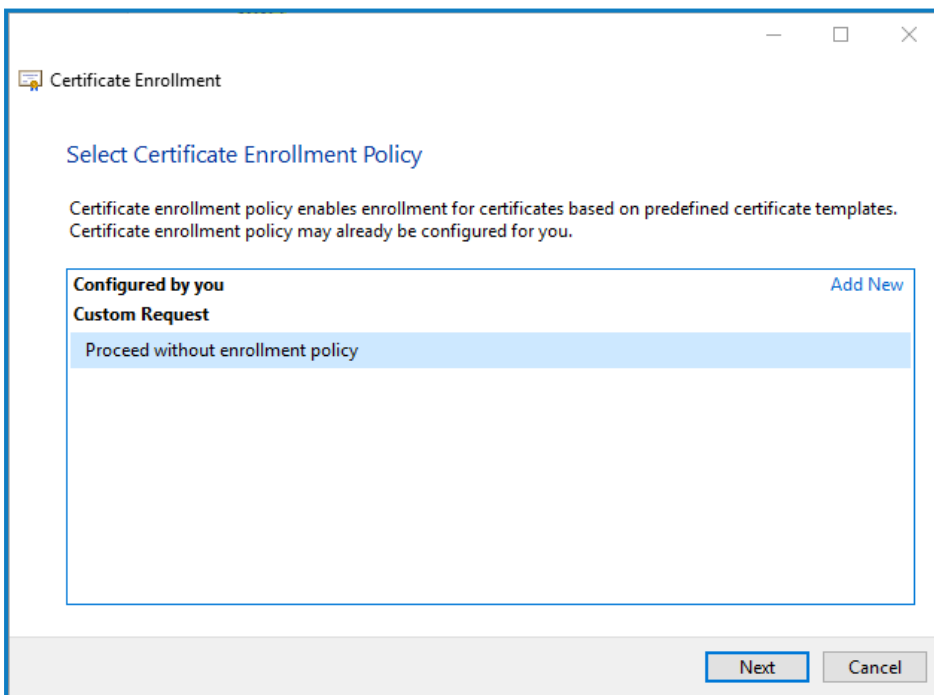 Certificate Enrollment
Select Certificate Enrollment Policy
Certificate enrollment policy enables enrollment for certificates based on predefined certificate templates.
Certificate enrollment policy may already be configured for you.
Configured by you Add New
Custom Request
Proceed without enrollment policy
Next Cancel